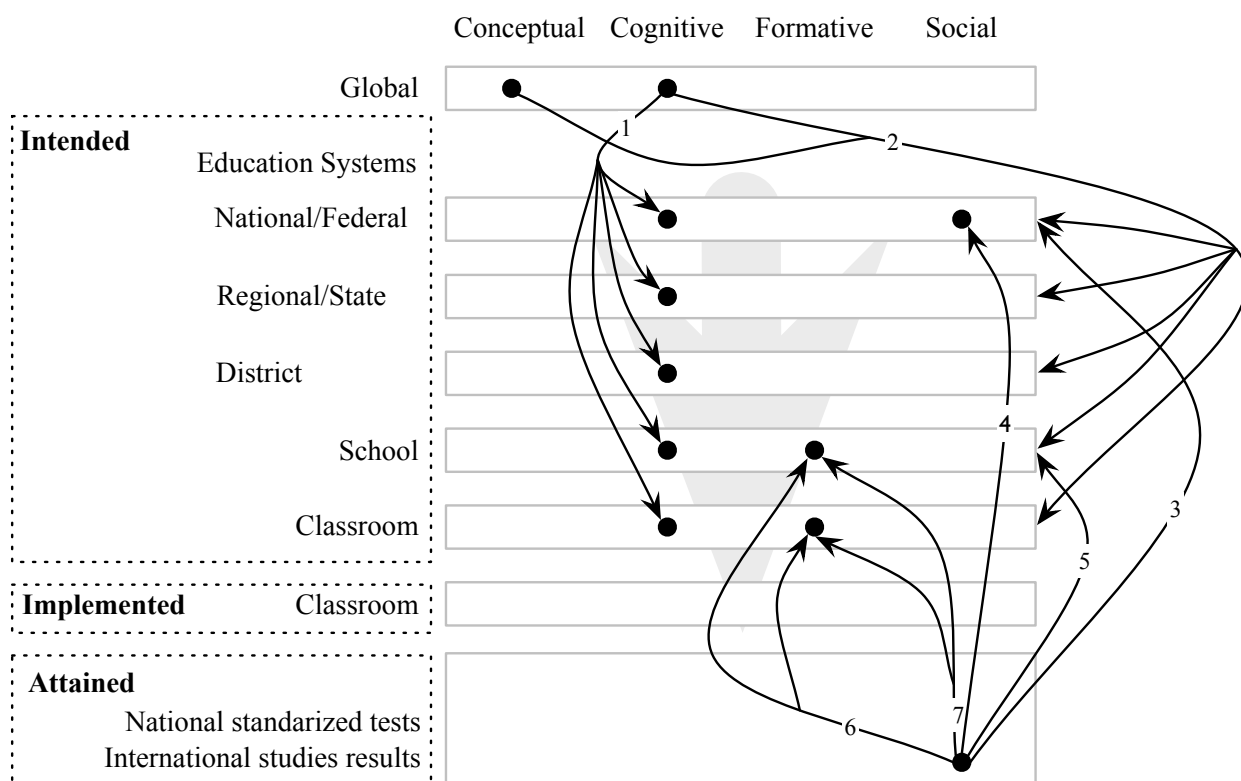 Conceptual Cognitive Formative Social
Global
1
2
Intended
Education Systems
National/Federal
Regional/State
District
4
School
3
Classroom
5
Implemented Classroom
Attained
National standarized tests
6 7
International studies results